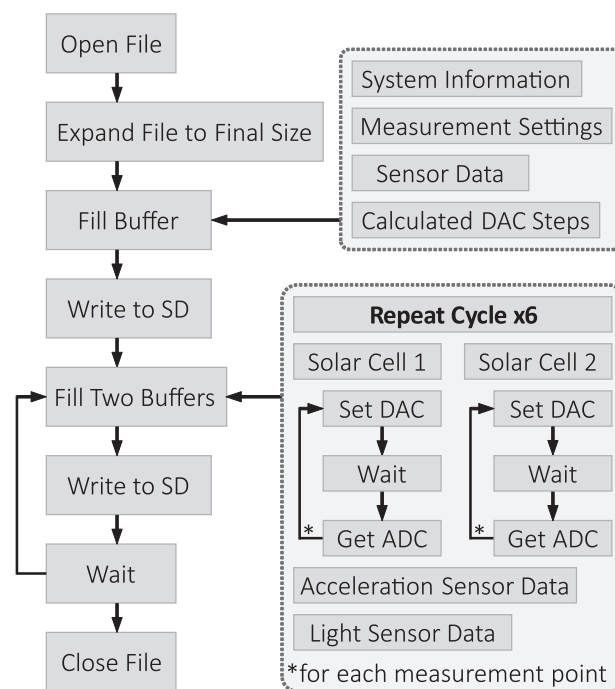 Open File
Expand File to Final Size
Fill Buffer
Write to SD
Fill Two Buffers
Write to SD
Wait
Close File
System Information
Measurement Settings
Sensor Data
Calculated DAC Steps
Repeat Cycle x6
Solar Cell 1
Set DAC
Wait
* Get ADC
Solar Cell 2
Set DAC
Wait
* Get ADC
Acceleration Sensor Data
Light Sensor Data
*for each measurement point